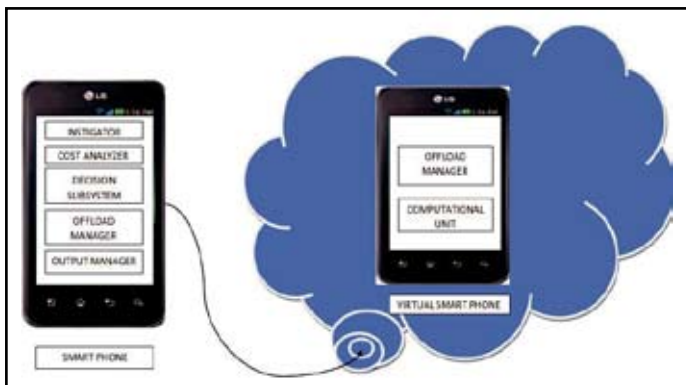 LG
INSTIGATOR
COST ANALYZER
DECISION
SUBSYSTEM
OFFLOAD
MANAGER
OUTPUT MANAGER
SMART PHONE
LG
OFFLOAD
MANAGER
COMPUTATIONAL
UNIT
VIRTUAL SMART PHONE